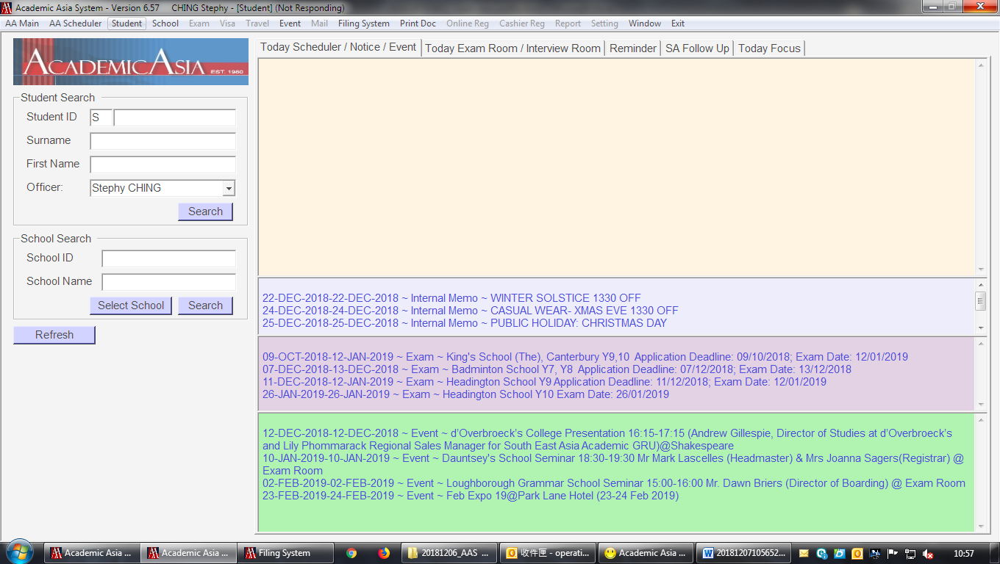 Academic Asia System - Version 6.57 CHING Stephy - [Student] (Not Responding)
AA Main AA Scheduler Student School Exam Visa Travel Event Mail Filing System Print Doc Online Reg Cashier Reg Report Setting Window Exit
ACADEMIC ASIA EST. 1980
Student Search
Student ID S
Surname
First Name
Officer: Stephy CHING
Search
School Search
School ID
School Name
Select School Search
Refresh
Today Scheduler / Notice / Event Today Exam Room / Interview Room Reminder SA Follow Up Today Focus
22-DEC-2018-22-DEC-2018 ~ Internal Memo ~ WINTER SOLSTICE 1330 OFF
24-DEC-2018-24-DEC-2018 ~ Internal Memo ~ CASUAL WEAR- XMAS EVE 1330 OFF
25-DEC-2018-25-DEC-2018 ~ Internal Memo ~ PUBLIC HOLIDAY: CHRISTMAS DAY
09-OCT-2018-12-JAN-2019 ~ Exam ~ King's School (The), Canterbury Y9,10 Application Deadline: 09/10/2018; Exam Date: 12/01/2019
07-DEC-2018-13-DEC-2018 ~ Exam ~ Badminton School Y7, Y8 Application Deadline: 07/12/2018; Exam Date: 13/12/2018
11-DEC-2018-12-JAN-2019 ~ Exam ~ Headington School Y9 Application Deadline: 11/12/2018; Exam Date: 12/01/2019
26-JAN-2019-26-JAN-2019 ~ Exam ~ Headington School Y10 Exam Date: 26/01/2019
12-DEC-2018-12-DEC-2018 ~ Event ~ d'Overbroeck's College Presentation 16:15-17:15 (Andrew Gillespie, Director of Studies at d'Overbroeck's
and Lily Phommarack Regional Sales Manager for South East Asia Academic GRU)@Shakespeare
10-JAN-2019-10-JAN-2019 ~ Event ~ Dauntsey's School Seminar 18:30-19:30 Mr Mark Lascelles (Headmaster) & Mrs Joanna Sagers(Registrar) @
Exam Room
02-FEB-2019-02-FEB-2019 ~ Event ~ Loughborough Grammar School Seminar 15:00-16:00 Mr. Dawn Briers (Director of Boarding) @ Exam Room
23-FEB-2019-24-FEB-2019 ~ Event ~ Feb Expo 19@Park Lane Hotel (23-24 Feb 2019)
Academic Asia ... Academic Asia ... Filing System 20181206_AAS ... 收件匣 - operati... Academic Asia ... 20181207105652... 10:57